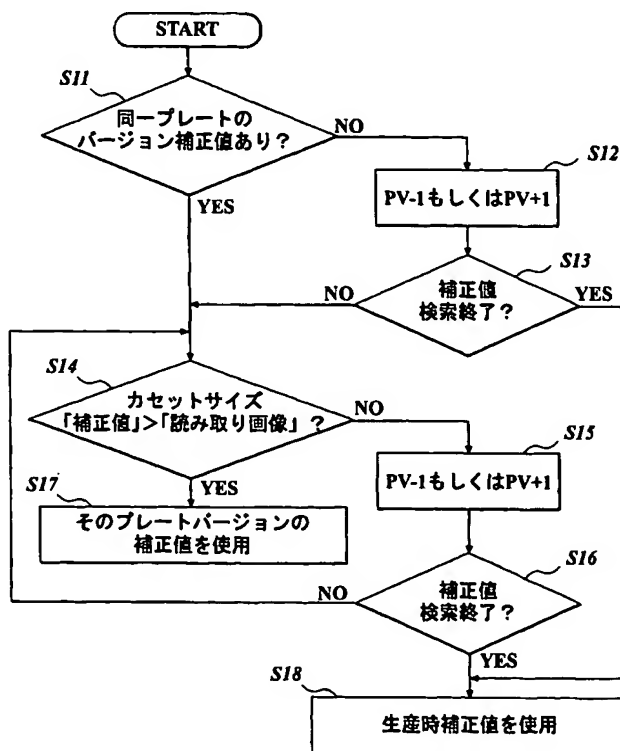 START
S11
同一プレートの
バージョン補正値あり？
NO
S12
YES
PV-1もしくはPV+1
S13
NO
補正値
検索終了？
YES
S14
カセットサイズ
「補正値」>「読み取り画像」？
NO
S15
YES
PV-1もしくはPV+1
S17
そのプレートバージョンの
補正値を使用
S16
NO
補正値
検索終了？
YES
S18
生産時補正値を使用